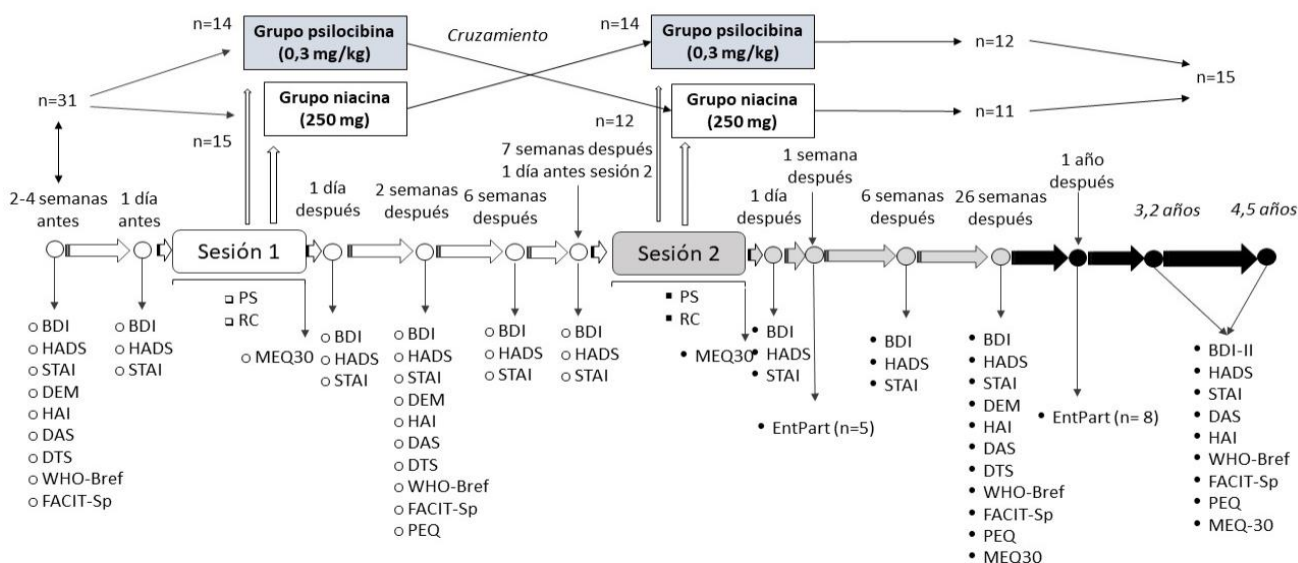 n=14
Grupo psilocibina
(0,3 mg/kg)
Cruzamiento
n=14
Grupo psilocibina
(0,3 mg/kg)
n=12
n=31
Grupo niacina
(250 mg)
n=15
n=12
Grupo niacina
(250 mg)
n=11
n=15
2-4 semanas
antes
1 día
antes
1 día
después
2 semanas
después
6 semanas
después
7 semanas después
1 día antes sesión 2
1 día
después
1 semana
después
6 semanas
después
26 semanas
después
1 año
después
3,2 años
4,5 años
Sesión 1
Sesión 2
PS
RC
PS
RC
BDI
HADS
STAI
DEM
HAI
DAS
DTS
WHO-Bref
FACIT-Sp
BDI
HADS
STAI
MEQ30
BDI
HADS
STAI
BDI
HADS
STAI
DEM
HAI
DAS
DTS
WHO-Bref
FACIT-Sp
PEQ
BDI
HADS
STAI
BDI
HADS
STAI
MEQ30
BDI
HADS
STAI
EntPart (n=5)
BDI
HADS
STAI
BDI
HADS
STAI
DEM
HAI
DAS
DTS
WHO-Bref
FACIT-Sp
PEQ
MEQ30
EntPart (n= 8)
BDI-II
HADS
STAI
DAS
HAI
WHO-Bref
FACIT-Sp
PEQ
MEQ-30